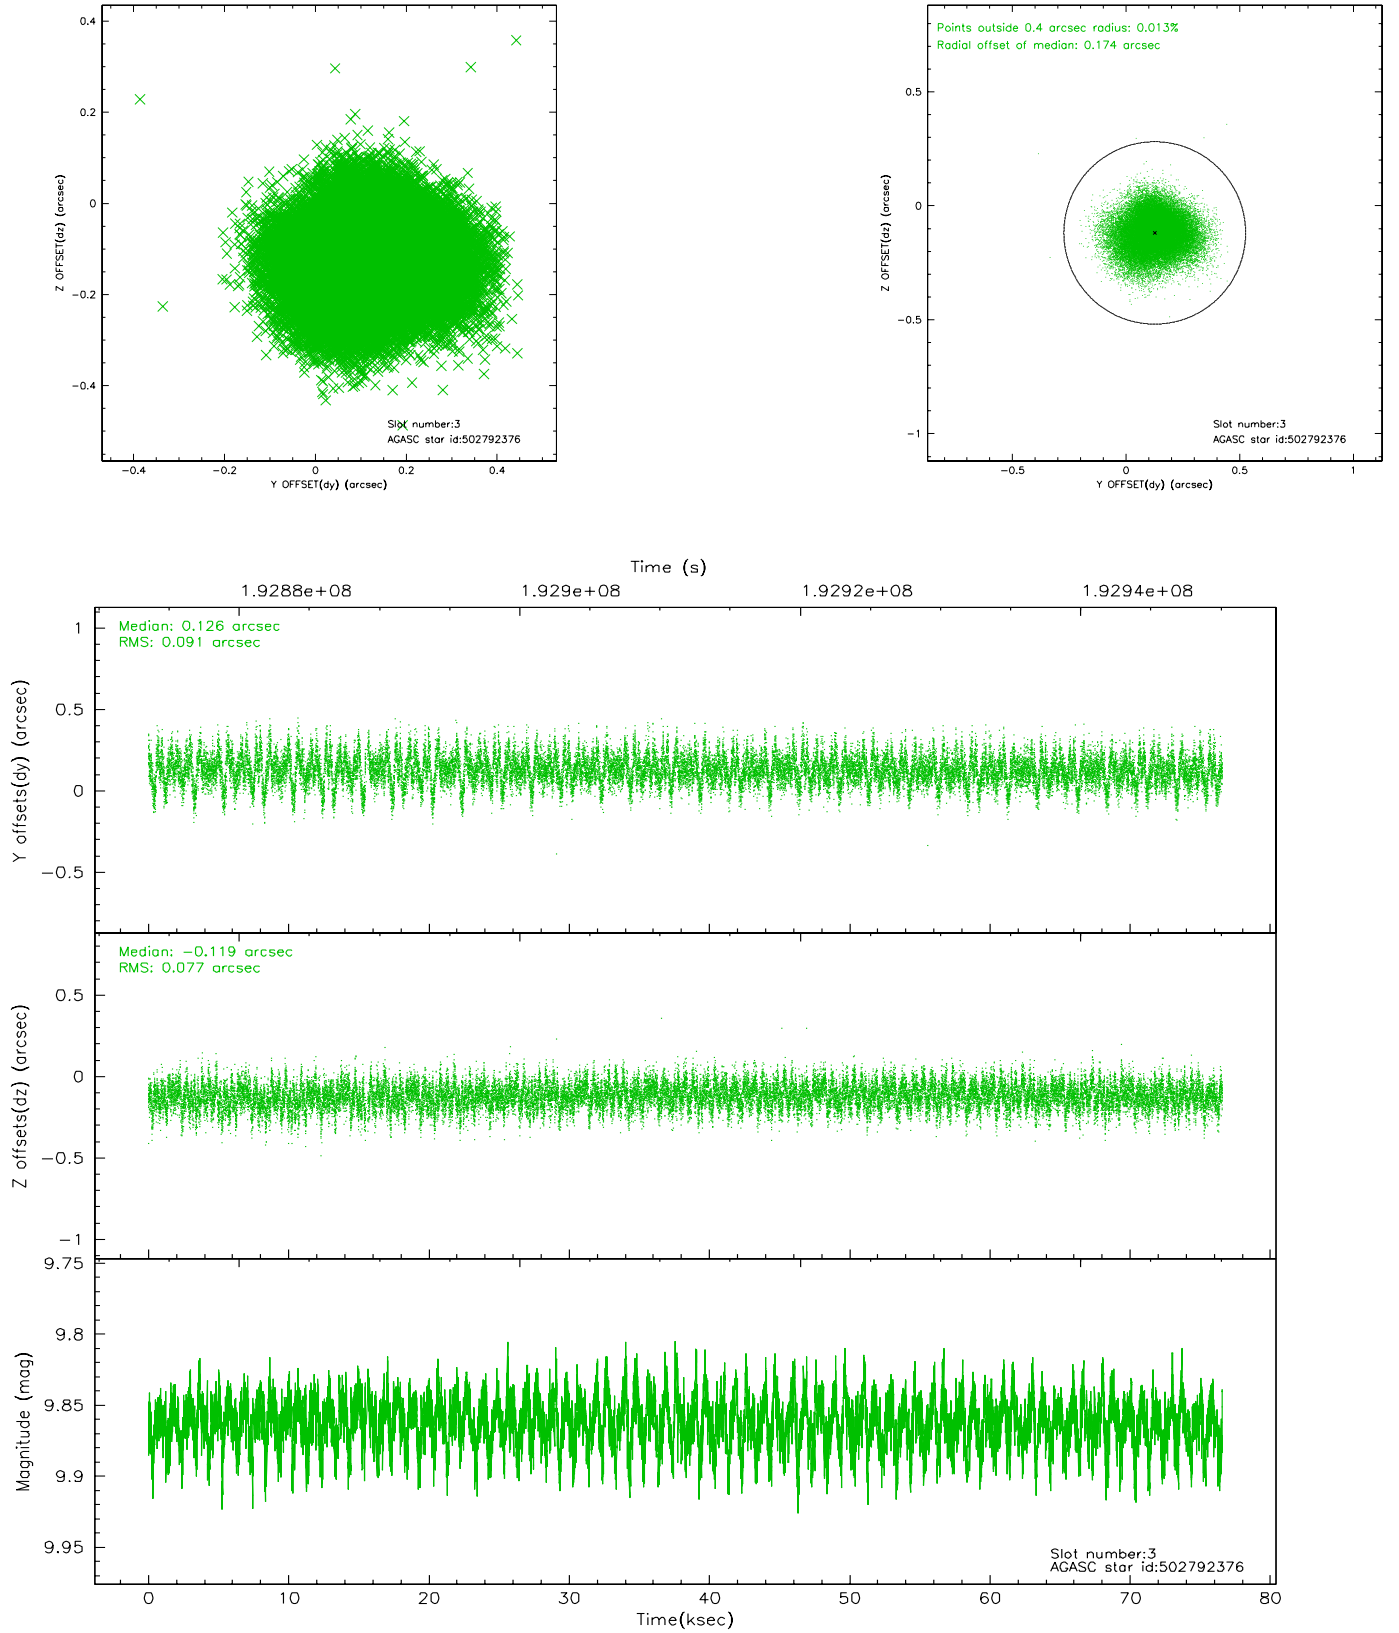 0.4
0.2
0
−0.2
−0.4
Z OFFSET(dz) (arcsec)
Slot number:3
AGASC star id:502792376
−0.4 −0.2 0 0.2 0.4
Y OFFSET(dy) (arcsec)
Points outside 0.4 arcsec radius: 0.013%
Radial offset of median: 0.174 arcsec
0.5
0
−0.5
−1
Z OFFSET(dz) (arcsec)
Slot number:3
AGASC star id:502792376
−0.5 0 0.5 1
Y OFFSET(dy) (arcsec)
Time (s)
1.9288e+08 1.929e+08 1.9292e+08 1.9294e+08
Median: 0.126 arcsec
RMS: 0.091 arcsec
1
0.5
0
−0.5
Y offsets(dy) (arcsec)
Median: −0.119 arcsec
RMS: 0.077 arcsec
0.5
0
−0.5
−1
Z offsets(dz) (arcsec)
9.75
9.8
9.85
9.9
9.95
Magnitude (mag)
Slot number:3
AGASC star id:502792376
0 10 20 30 40 50 60 70 80
Time(ksec)